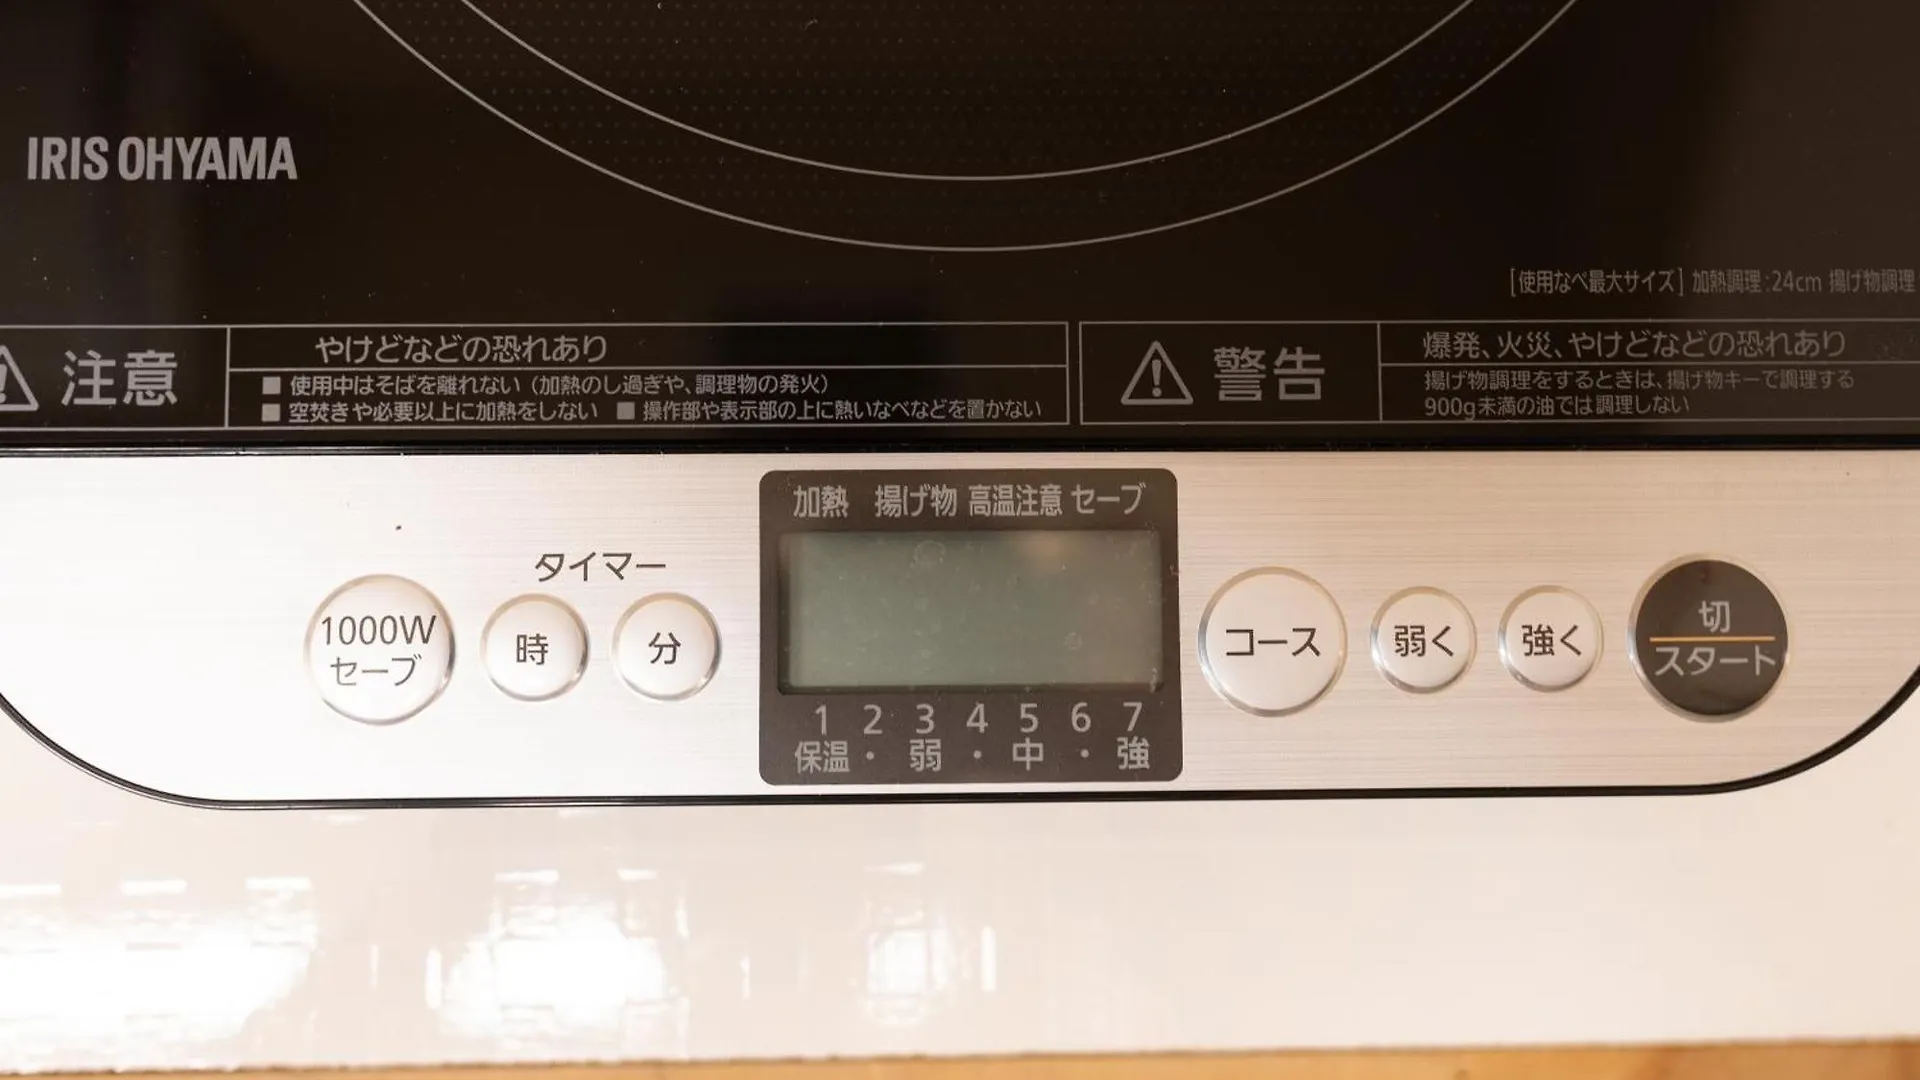 IRIS OHYAMA
[使用なべ最大サイズ] 加熱調理:24cm 揚げ物調理
注意
やけどなどの恐れあり
■ 使用中はそばを離れない(加熱のし過ぎや、調理物の発火)
■ 空焚きや必要以上に加熱をしない ■ 操作部や表示部の上に熱いなべなどを置かない
警告
爆発、火災、やけどなどの恐れあり
揚げ物調理をするときは、揚げ物キーで調理する
900g未満の油では調理しない
加熱 揚げ物 高温注意 セーブ
タイマー
1000W
セーブ
時
分
コース
弱く
強く
切
スタート
1 2 3 4 5 6 7
保温 ・ 弱 ・ 中 ・ 強